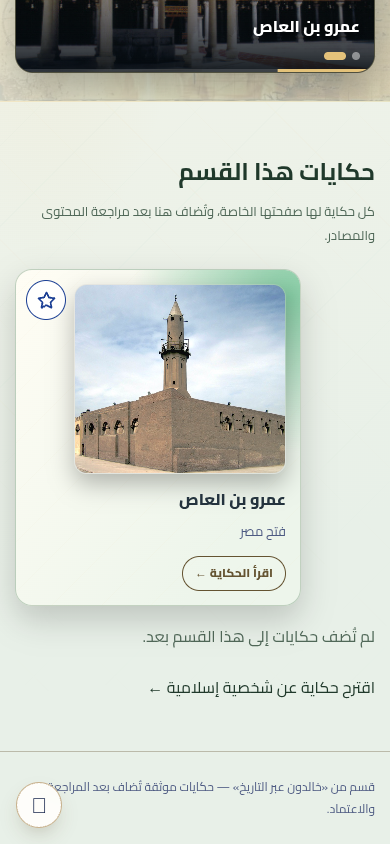 عمرو بن العاص
حكايات هذا القسم
كل حكاية لها صفحتها الخاصة، وتُضاف هنا بعد مراجعة المحتوى
والمصادر.
عمرو بن العاص
فتح مصر
اقرأ الحكاية ←
لم تُضف حكايات إلى هذا القسم بعد.
اقترح حكاية عن شخصية إسلامية ←
قسم من «خالدون عبر التاريخ» — حكايات موثقة تُضاف بعد المراجعة
والاعتماد.